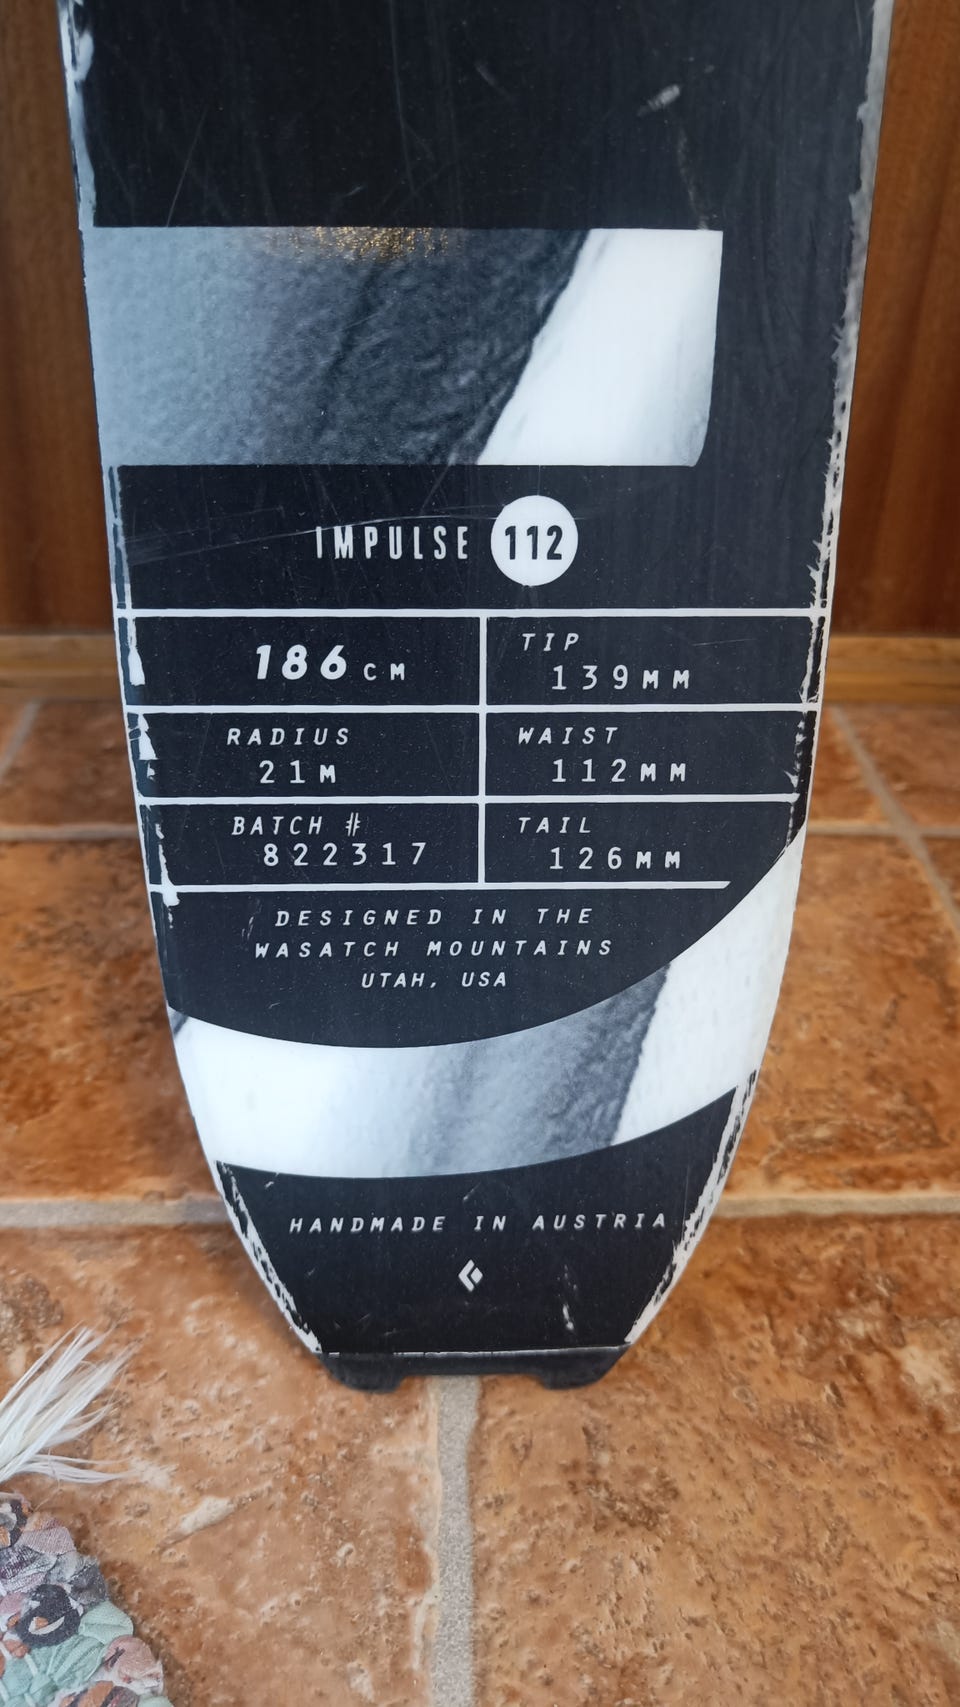 IMPULSE 112
186 CM
TIP
139MM
RADIUS
21M
WAIST
112MM
BATCH #
822317
TAIL
126MM
DESIGNED IN THE
WASATCH MOUNTAINS
UTAH, USA
HANDMADE IN AUSTRIA